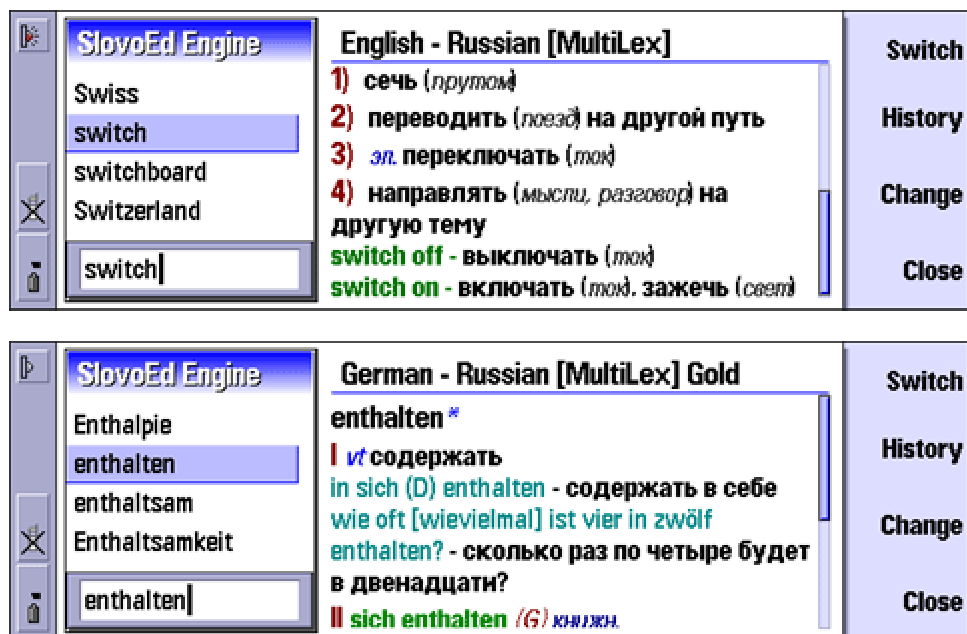 SlovoEd Engine
Swiss
switch
switchboard
Switzerland
switch
English - Russian [MultiLex]
1) сечь (прутом)
2) переводить (поезд) на другой путь
3) эл. переключать (ток)
4) направлять (мысли, разговор) на
другую тему
switch off - выключать (ток)
switch on - включать (ток). зажечь (свет)
Switch
History
Change
Close
SlovoEd Engine
Enthalpie
enthalten
enthaltsam
Enthaltsamkeit
enthalten
German - Russian [MultiLex] Gold
enthalten *
I vt содержать
in sich (D) enthalten - содержать в себе
wie oft [wievielmal] ist vier in zwölf
enthalten? - сколько раз по четыре будет
в двенадцати?
II sich enthalten (G) книжн.
Switch
History
Change
Close